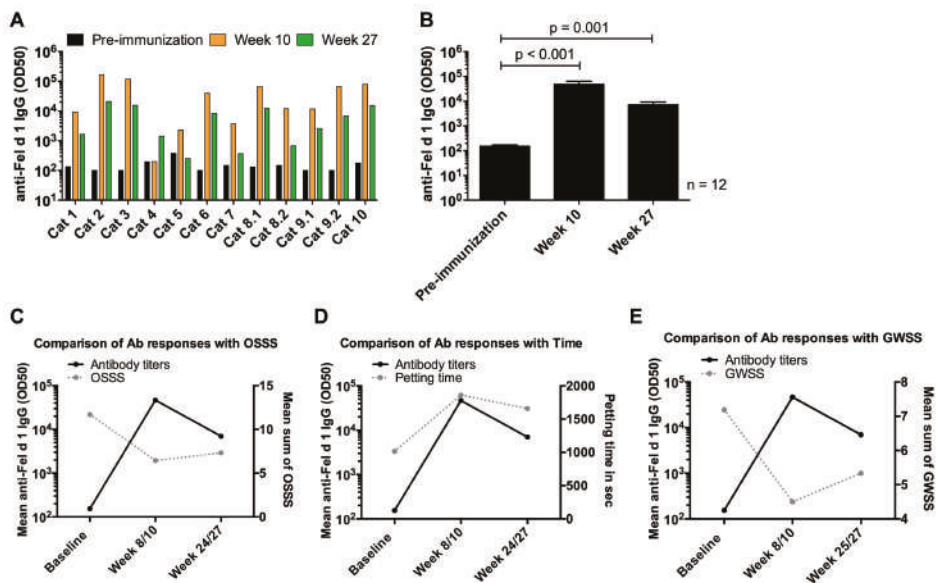 A
Pre-immunization Week 10 Week 27
anti-Fel d 1 IgG (OD50)
10^6
10^5
10^4
10^3
10^2
10^1
Cat 1 Cat 2 Cat 3 Cat 4 Cat 5 Cat 6 Cat 7 Cat 8.1 Cat 8.2 Cat 9.1 Cat 9.2 Cat 10
B
p = 0.001
p < 0.001
anti-Fel d 1 IgG (OD50)
10^6
10^5
10^4
10^3
10^2
10^1
10^0
n = 12
Pre-immunization Week 10 Week 27
C
Comparison of Ab responses with OSSS
Antibody titers
OSSS
Mean anti-Fel d 1 IgG (OD50)
10^5
10^4
10^3
10^2
15
10
5
0
Mean sum of OSSS
Baseline Week 8/10 Week 24/27
D
Comparison of Ab responses with Time
Antibody titers
Petting time
Mean anti-Fel d 1 IgG (OD50)
10^5
10^4
10^3
10^2
2000
1500
1000
500
0
Petting time in sec
Baseline Week 8/10 Week 24/27
E
Comparison of Ab responses with GWSS
Antibody titers
GWSS
Mean anti-Fel d 1 IgG (OD50)
10^5
10^4
10^3
10^2
8
7
6
5
4
Mean sum of GWSS
Baseline Week 8/10 Week 25/27